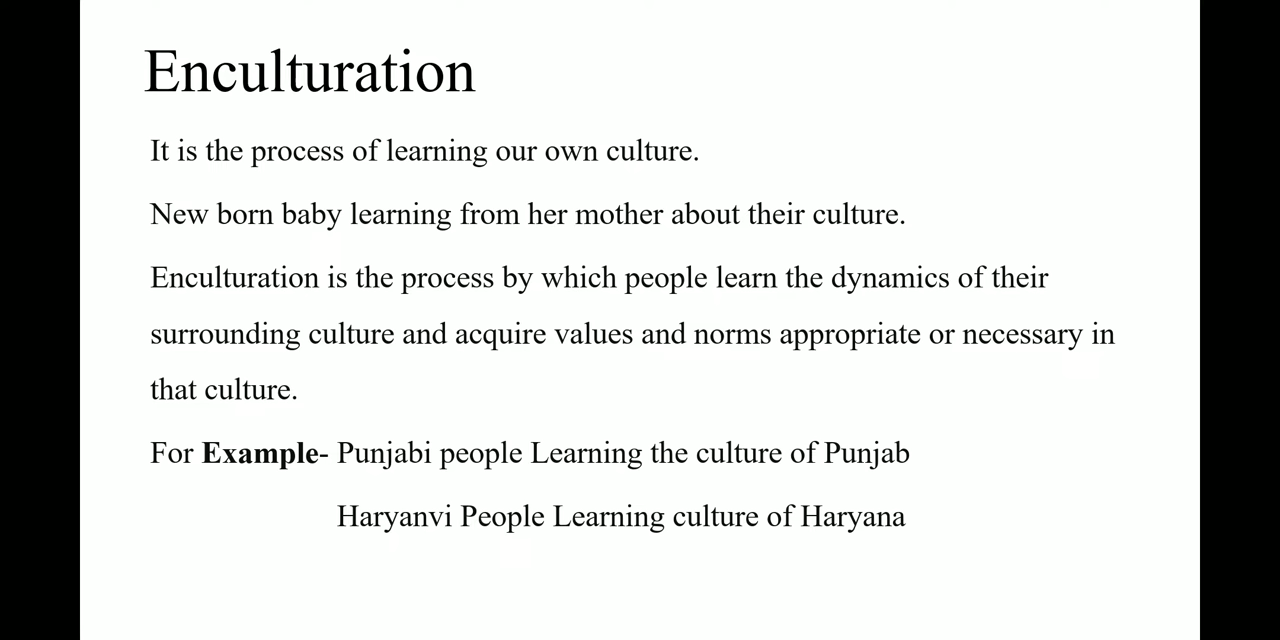 Enculturation
It is the process of learning our own culture.
New born baby learning from her mother about their culture.
Enculturation is the process by which people learn the dynamics of their
surrounding culture and acquire values and norms appropriate or necessary in
that culture.
For Example- Punjabi people Learning the culture of Punjab
Haryanvi People Learning culture of Haryana